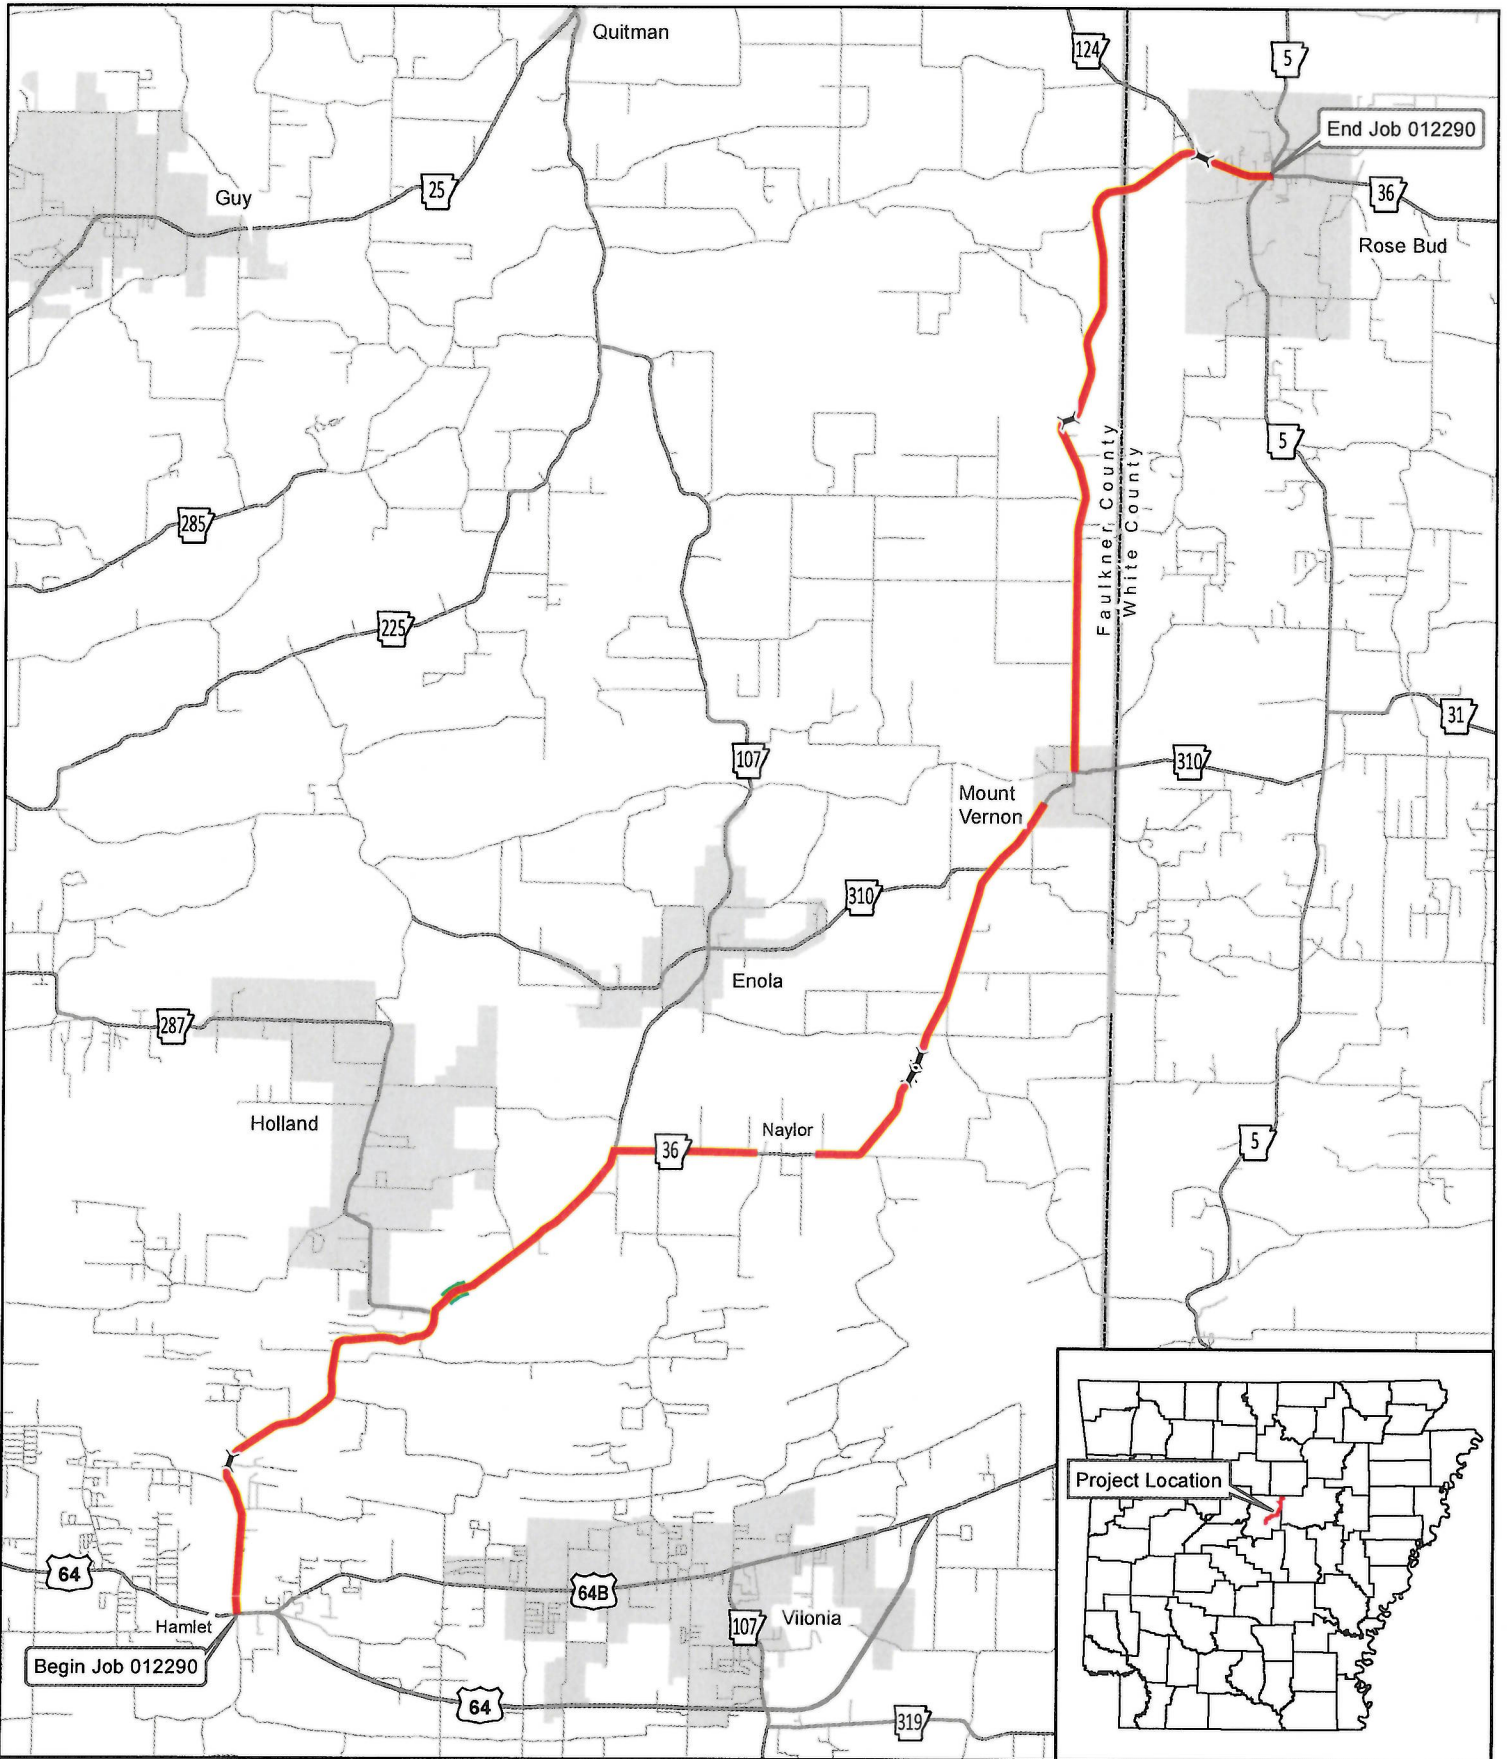 Quitman
124
5
End Job 012290
25
Guy
36
Rose Bud
5
Faulkner County
White County
285
225
31
107
310
Mount
Vernon
310
Enola
287
Holland
Naylor
36
5
Project Location
64
64B
Hamlet
107
Vilonia
Begin Job 012290
64
319